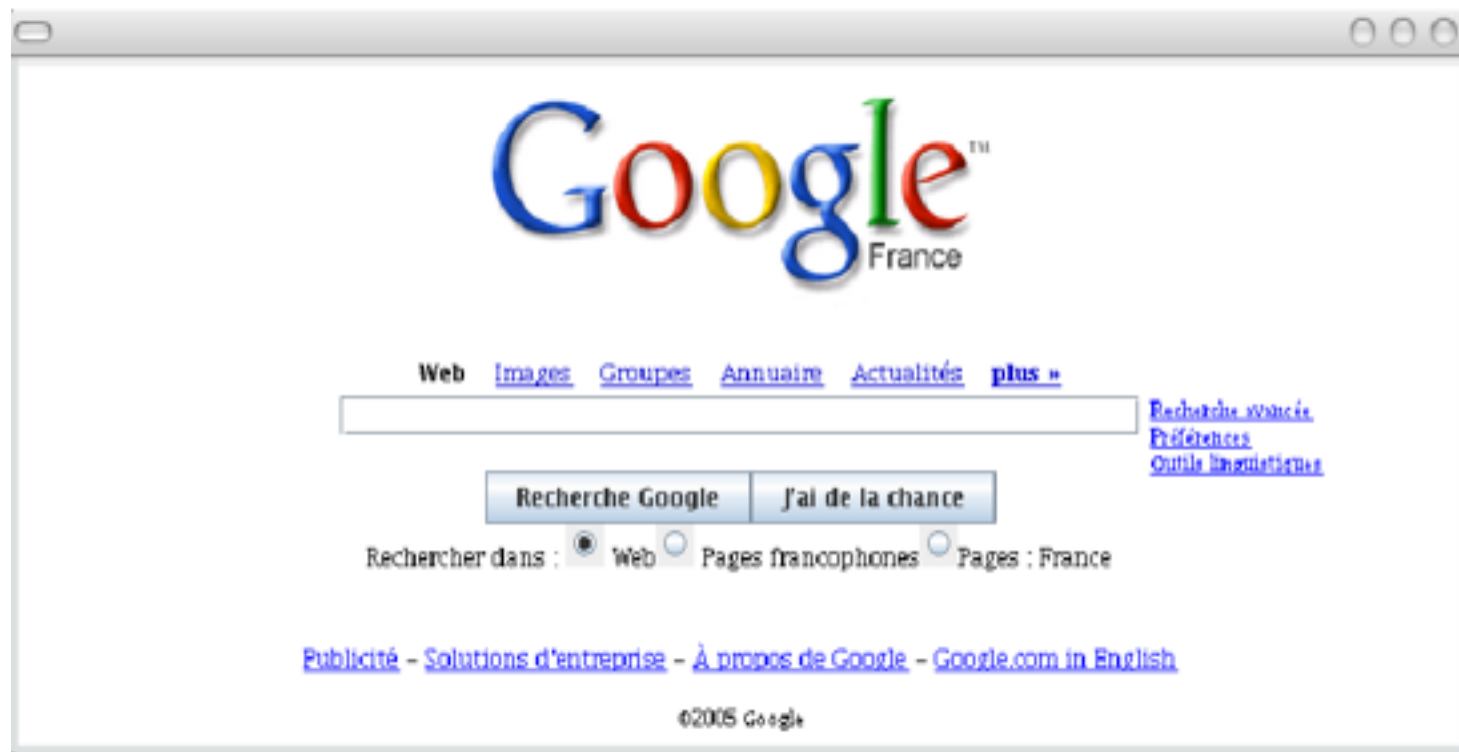 Google™
France
Web Images Groupes Annuaire Actualités plus »
Recherche avancée
Préférences
Outils linguistiques
Recherche Google J'ai de la chance
Rechercher dans : Web Pages francophones Pages : France
Publicité - Solutions d'entreprise - À propos de Google - Google.com in English
©2005 Google